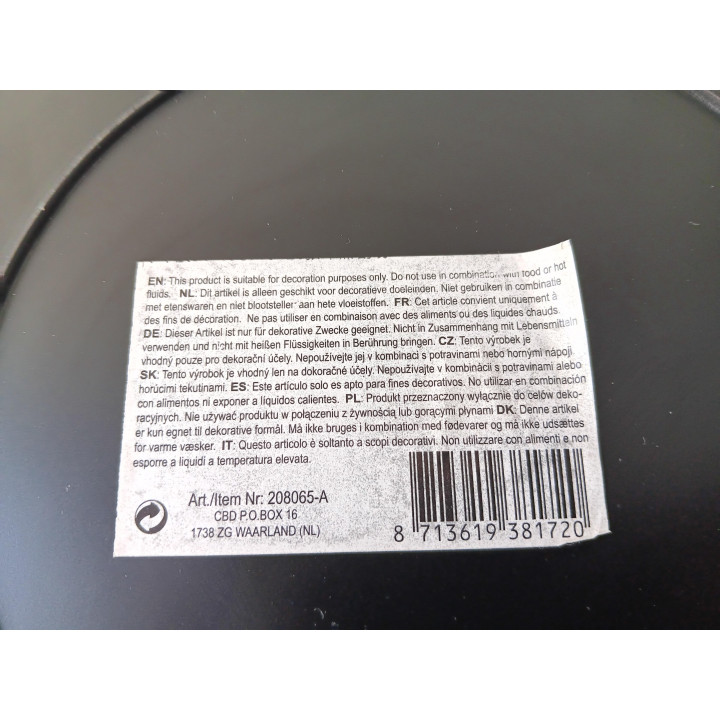 EN: This product is suitable for decoration purposes only. Do not use in combination with food or hot
fluids. NL: Dit artikel is alleen geschikt voor decoratieve doeleinden. Niet gebruiken in combinatie
met etenswaren en niet blootsteller aan hete vloeistoffen. FR: Cet article convient uniquement à
des fins de décoration. Ne pas utiliser en combinaison avec des aliments ou des liquides chauds.
DE: Dieser Artikel ist nur für dekorative Zwecke geeignet. Nicht in Zusammenhang mit Lebensmitteln
verwenden und nicht mit heißen Flüssigkeiten in Berührung bringen. CZ: Tento výrobek je
vhodný pouze pro dekorační účely. Nepoužívejte jej v kombinaci s potravinami nebo hornými nápoji.
SK: Tento výrobok je vhodný len na dokoračné účely. Nepoužívajte v kombinácii s potravinami alebo
horúcimi tekutinami. ES: Este artículo solo es apto para fines decorativos. No utilizar en combinación
con alimentos ni exponer a líquidos calientes. PL: Produkt przeznaczony wyłącznie do celów deko-
racyjnych. Nie używać produktu w połączeniu z żywnością lub gorącymi płynami DK: Denne artikel
er kun egnet til dekorative formål. Må ikke bruges i kombination med fødevarer og må ikke udsættes
for varme væsker. IT: Questo articolo è soltanto a scopi decorativi. Non utilizzare con alimenti e non
esporre a liquidi a temperatura elevata.
Art./Item Nr: 208065-A
CBD P.O.BOX 16
1738 ZG WAARLAND (NL)
8 713619 381720